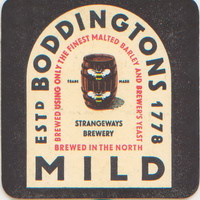 ESTD BODDINGTONS 1778
BREWED USING ONLY THE FINEST MALTED BARLEY AND BREWER'S YEAST
TRADE MARK
STRANGEWAYS
BREWERY
BREWED IN THE NORTH
MILD